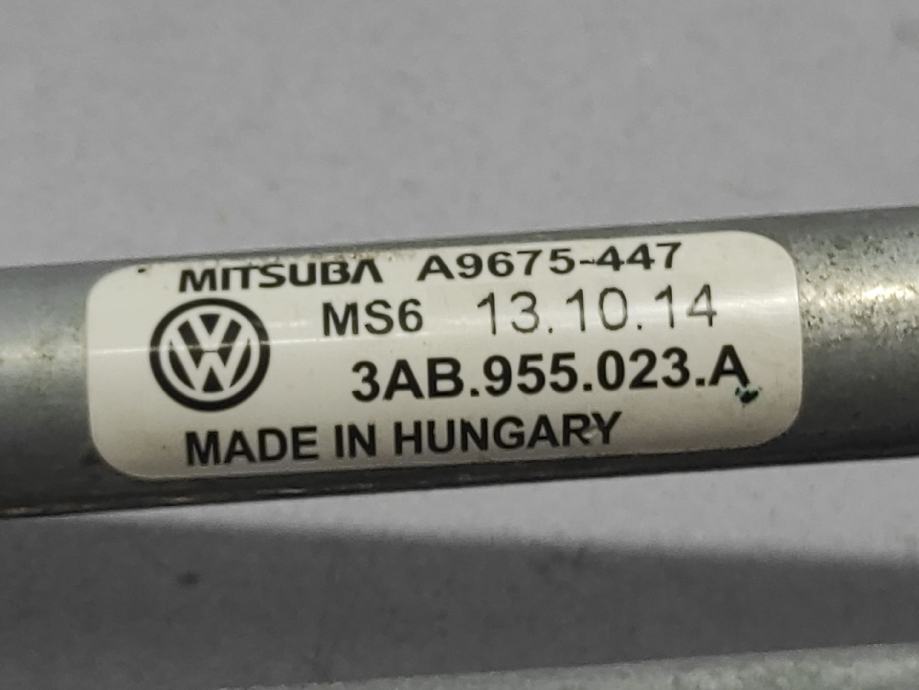 MITSUBA A9675-447
MS6 13.10.14
3AB.955.023.A
MADE IN HUNGARY